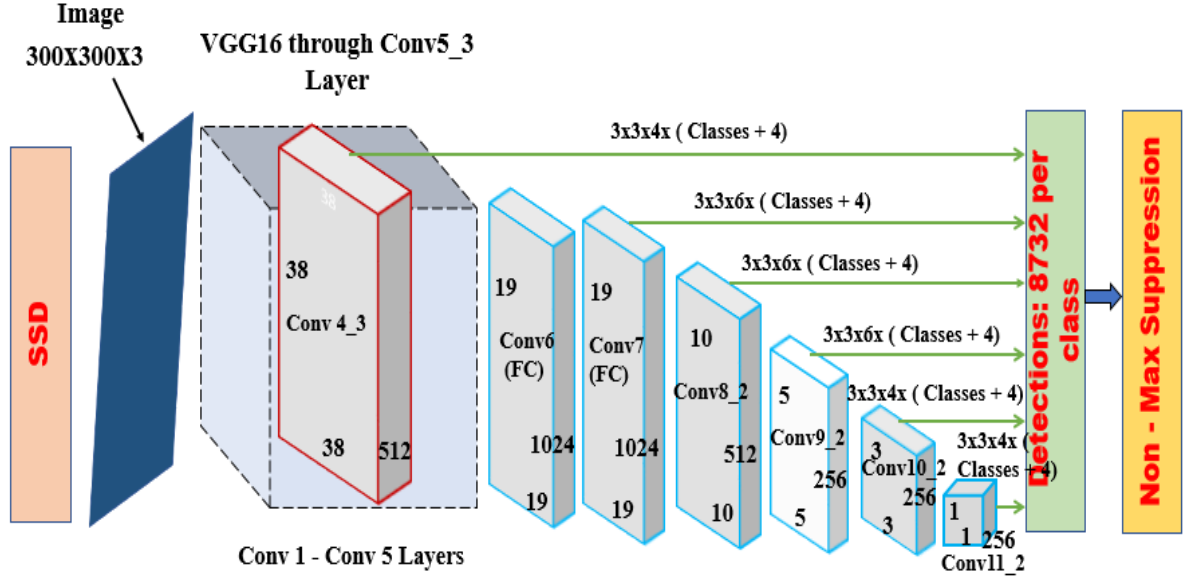 Image
300X300X3
VGG16 through Conv5_3
Layer
SSD
38
38
Conv 4_3
38
512
Conv 1 - Conv 5 Layers
19
Conv6
(FC)
1024
19
19
Conv7
(FC)
1024
19
10
Conv8_2
512
10
5
Conv9_2
256
5
3
Conv10_2
256
3
1
1
256
Conv11_2
3x3x4x ( Classes + 4)
3x3x6x ( Classes + 4)
3x3x6x ( Classes + 4)
3x3x6x ( Classes + 4)
3x3x4x ( Classes + 4)
3x3x4x (
Classes + 4)
Detections: 8732 per
class
Non - Max Suppression